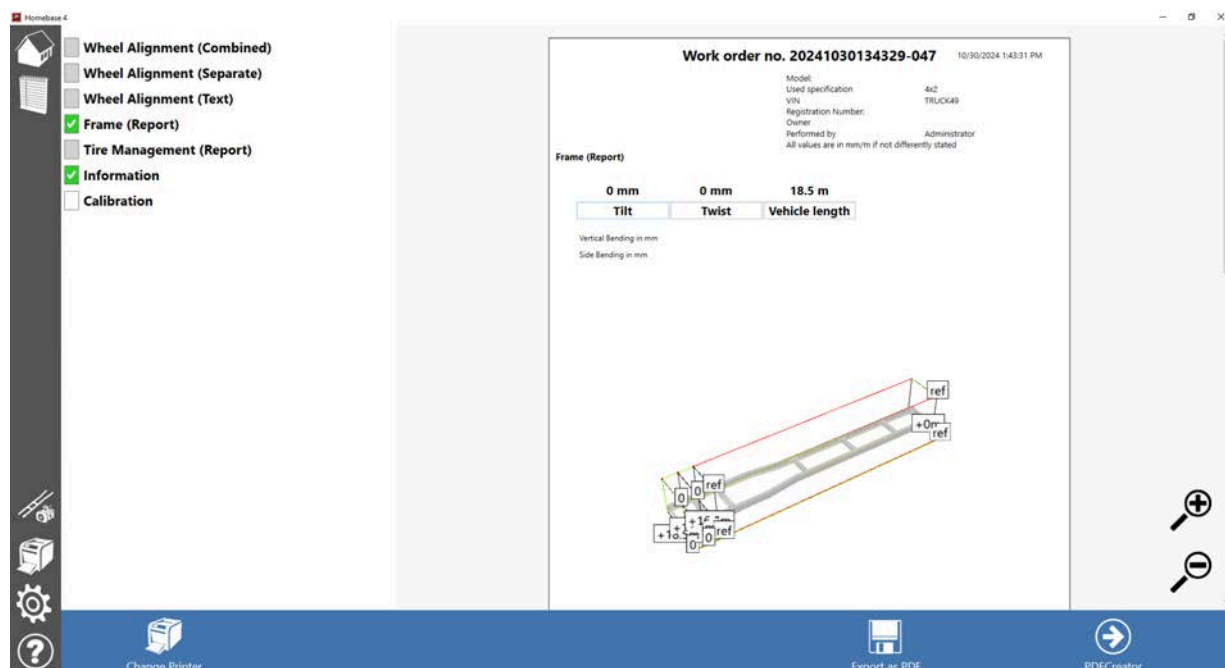 Homebase 4
Wheel Alignment (Combined)
Wheel Alignment (Separate)
Wheel Alignment (Text)
Frame (Report)
Tire Management (Report)
Information
Calibration
Work order no. 20241030134329-047 10/30/2024 1:43:31 PM
Model:
Used specification 4x2
VIN TRUCK49
Registration Number:
Owner
Performed by Administrator
All values are in mm/m if not differently stated
Frame (Report)
0 mm 0 mm 18.5 m
Tilt Twist Vehicle length
Vertical Bending in mm
Side Bending in mm
ref
ref
0 0 ref
0 0 ref
Change Printer Export as PDF PDFCreator